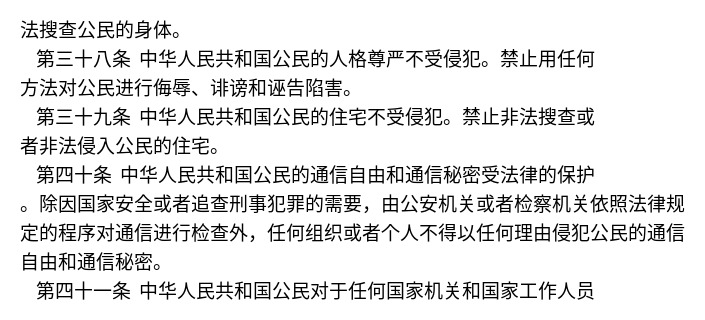 法搜查公民的身体。
第三十八条 中华人民共和国公民的人格尊严不受侵犯。禁止用任何
方法对公民进行侮辱、诽谤和诬告陷害。
第三十九条 中华人民共和国公民的住宅不受侵犯。禁止非法搜查或
者非法侵入公民的住宅。
第四十条 中华人民共和国公民的通信自由和通信秘密受法律的保护
。除因国家安全或者追查刑事犯罪的需要，由公安机关或者检察机关依照法律规
定的程序对通信进行检查外，任何组织或者个人不得以任何理由侵犯公民的通信
自由和通信秘密。
第四十一条 中华人民共和国公民对于任何国家机关和国家工作人员